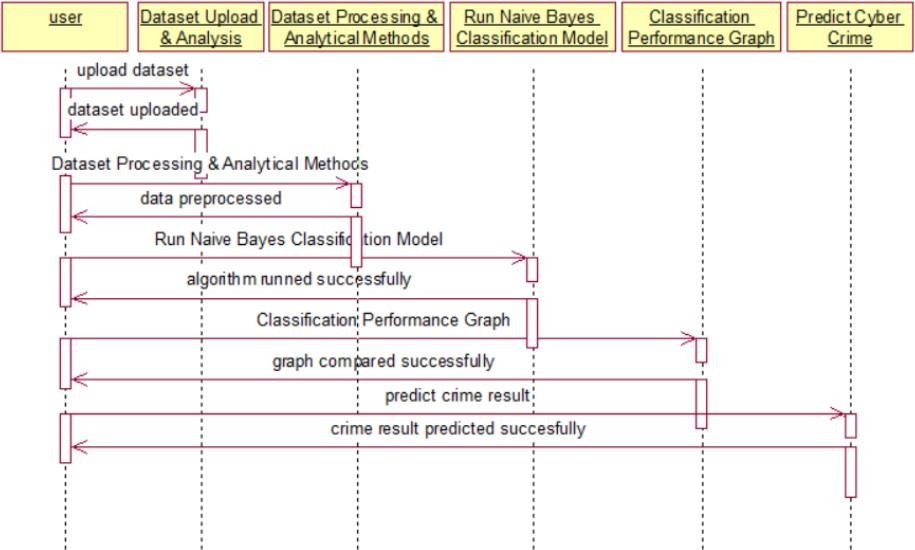 user
Dataset Upload
& Analysis
Dataset Processing &
Analytical Methods
Run Naive Bayes
Classification Model
Classification
Performance Graph
Predict Cyber
Crime
upload dataset
dataset uploaded
Dataset Processing & Analytical Methods
data preprocessed
Run Naive Bayes Classification Model
algorithm runned successfully
Classification Performance Graph
graph compared successfully
predict crime result
crime result predicted succesfully